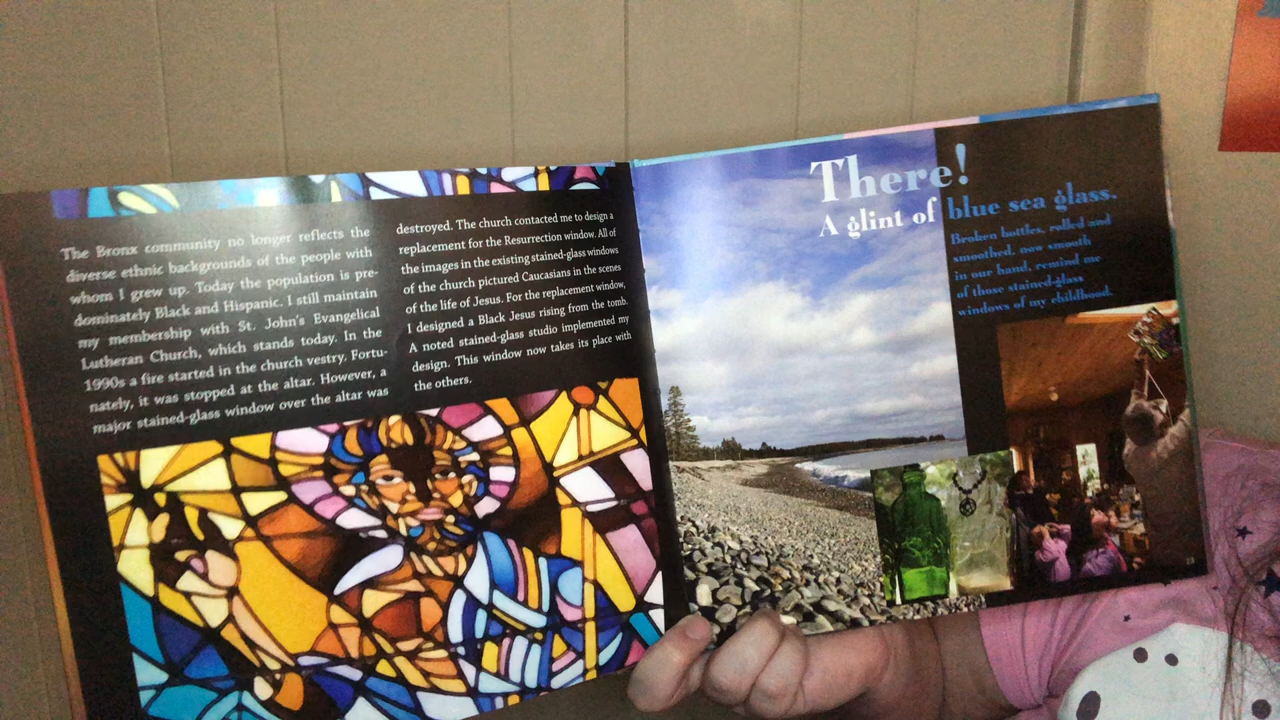 The Bronx community no longer reflects the
diverse ethnic backgrounds of the people with
whom I grew up. Today the population is pre-
dominately Black and Hispanic. I still maintain
my membership with St. John's Evangelical
Lutheran Church, which stands today. In the
1990s a fire started in the church vestry. Fortu-
nately, it was stopped at the altar. However, a
major stained-glass window over the altar was
destroyed. The church contacted me to design a
replacement for the Resurrection window. All of
the images in the existing stained-glass windows
of the church pictured Caucasians in the scenes
of the life of Jesus. For the replacement window,
I designed a Black Jesus rising from the tomb.
A noted stained-glass studio implemented my
design. This window now takes its place with
the others.
There!
A glint of blue sea glass.
Broken bottles, rolled and
smoothed, now smooth
in our hand, remind me
of those stained-glass
windows of my childhood.